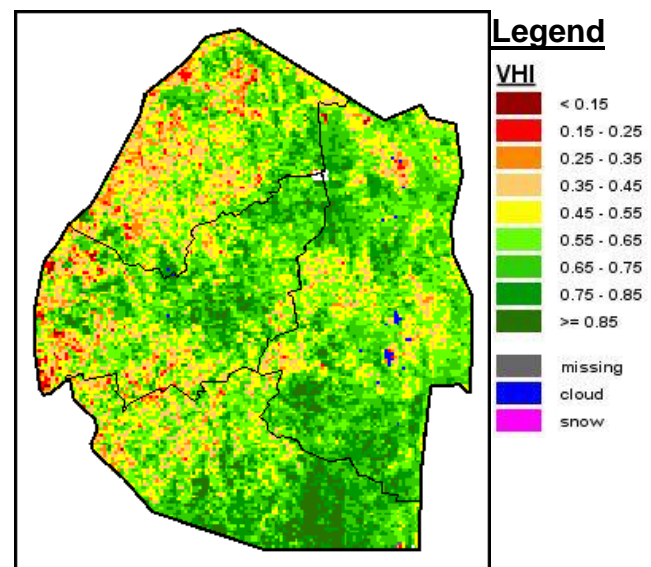 Legend
VHI
< 0.15
0.15 - 0.25
0.25 - 0.35
0.35 - 0.45
0.45 - 0.55
0.55 - 0.65
0.65 - 0.75
0.75 - 0.85
>= 0.85
missing
cloud
snow